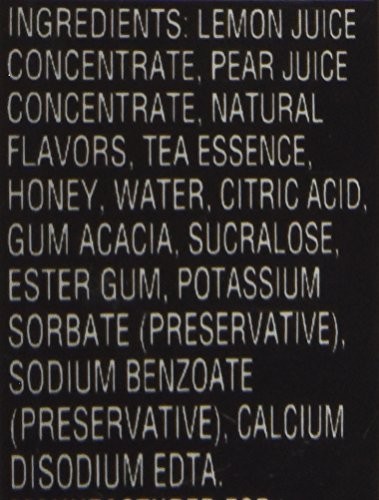 INGREDIENTS: LEMON JUICE
CONCENTRATE, PEAR JUICE
CONCENTRATE, NATURAL
FLAVORS, TEA ESSENCE,
HONEY, WATER, CITRIC ACID,
GUM ACACIA, SUCRALOSE,
ESTER GUM, POTASSIUM
SORBATE (PRESERVATIVE),
SODIUM BENZOATE
(PRESERVATIVE), CALCIUM
DISODIUM EDTA.